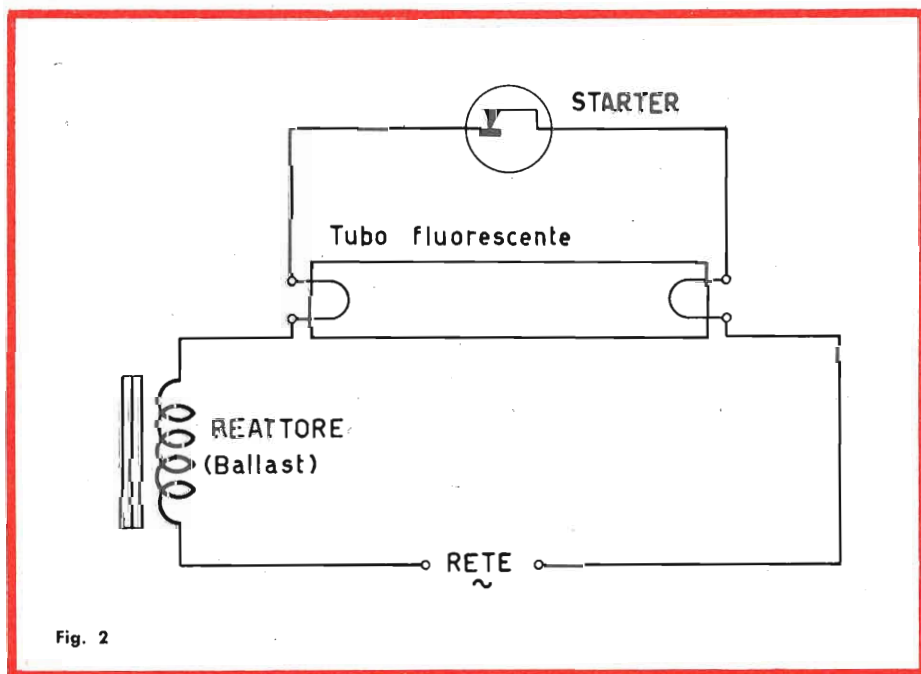 STARTER
Tubo fluorescente
REATTORE
(Ballast)
RETE
~
Fig. 2